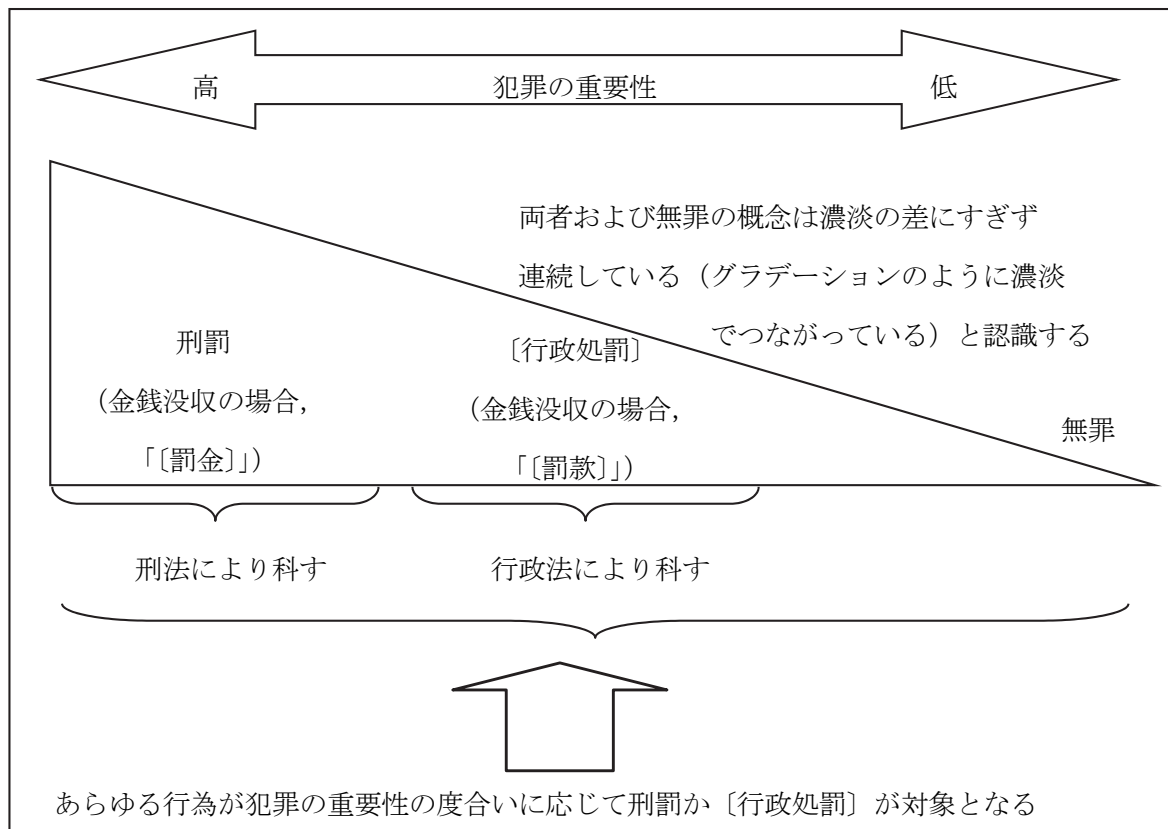 高 犯罪の重要性 低
両者および無罪の概念は濃淡の差にすぎず
連続している（グラデーションのように濃淡
でつながっている）と認識する
刑罰
（金銭没収の場合，
「〔罰金〕」）
〔行政処罰〕
（金銭没収の場合，
「〔罰款〕」）
無罪
刑法により科す
行政法により科す
あらゆる行為が犯罪の重要性の度合いに応じて刑罰か〔行政処罰〕が対象となる